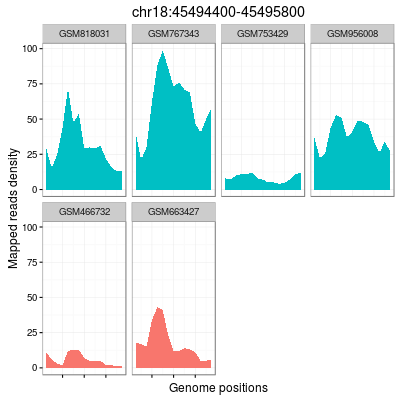 chr18:45494400-45495800
GSM818031 GSM767343 GSM753429 GSM956008
100
75
50
25
0
GSM466732 GSM663427
100
75
50
25
0
Mapped reads density
Genome positions